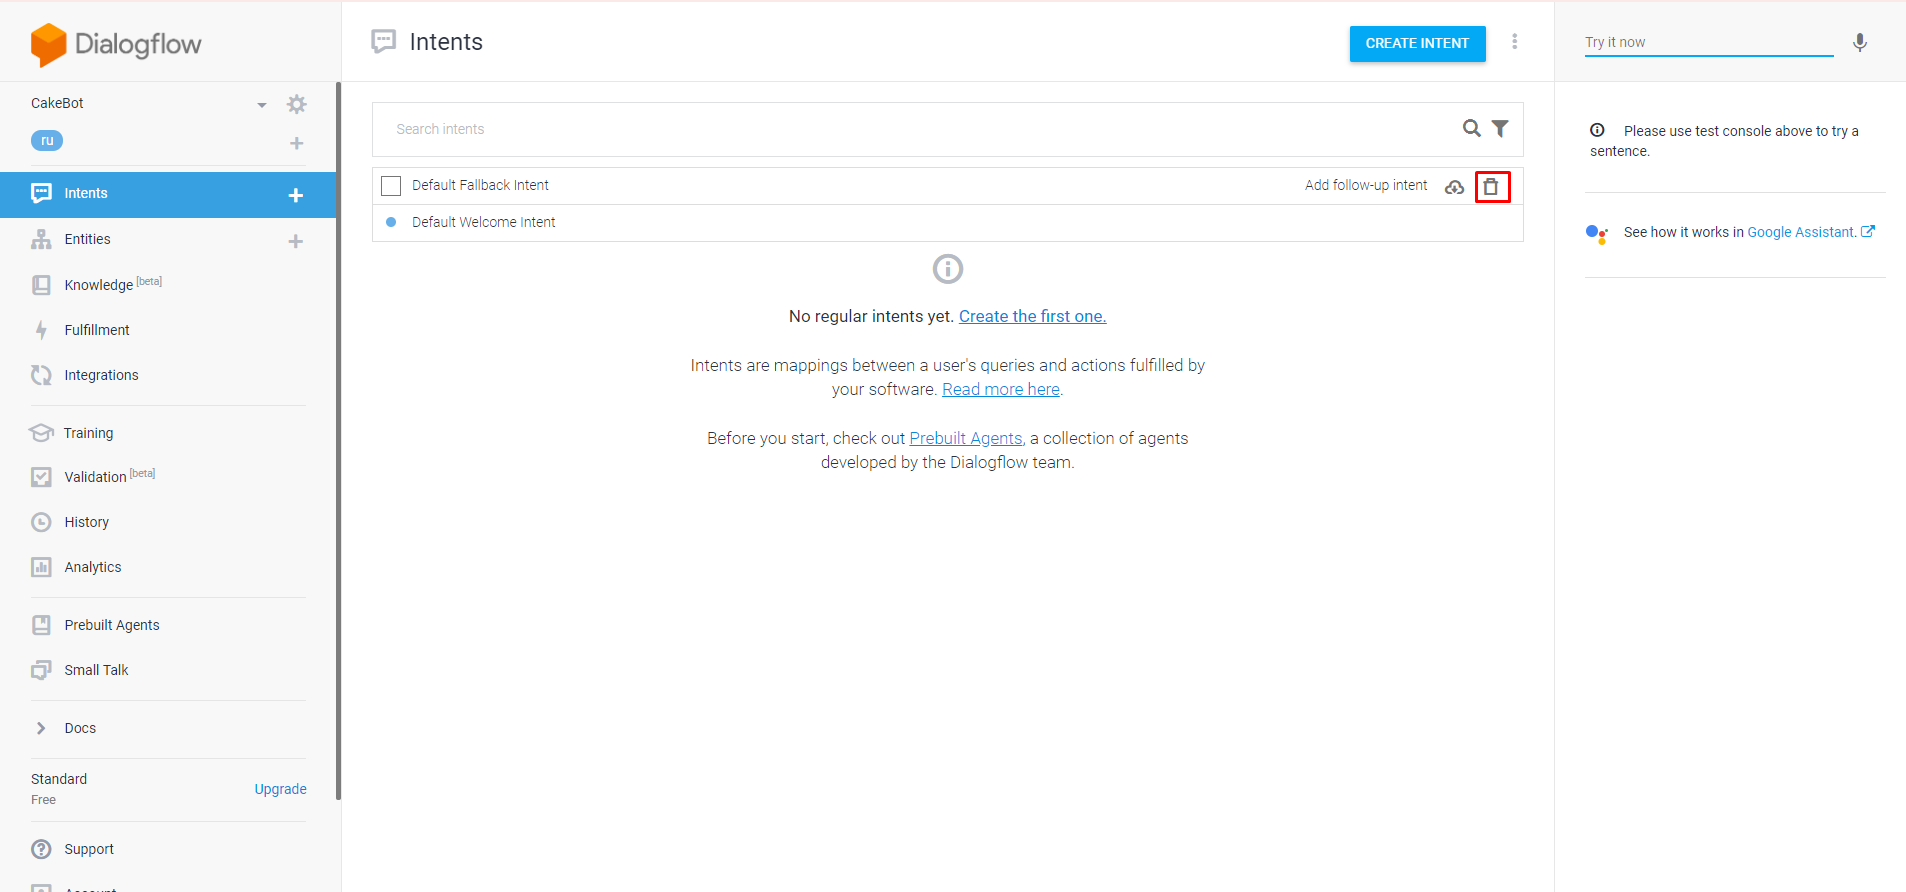 Dialogflow
CakeBot
ru
Intents
Entities
Knowledge [beta]
Fulfillment
Integrations
Training
Validation [beta]
History
Analytics
Prebuilt Agents
Small Talk
Docs
Standard
Free
Upgrade
Support
Account
Intents
CREATE INTENT
Search intents
Default Fallback Intent
Add follow-up intent
Default Welcome Intent
No regular intents yet. Create the first one.
Intents are mappings between a user's queries and actions fulfilled by
your software. Read more here.
Before you start, check out Prebuilt Agents, a collection of agents
developed by the Dialogflow team.
Try it now
Please use test console above to try a
sentence.
See how it works in Google Assistant.